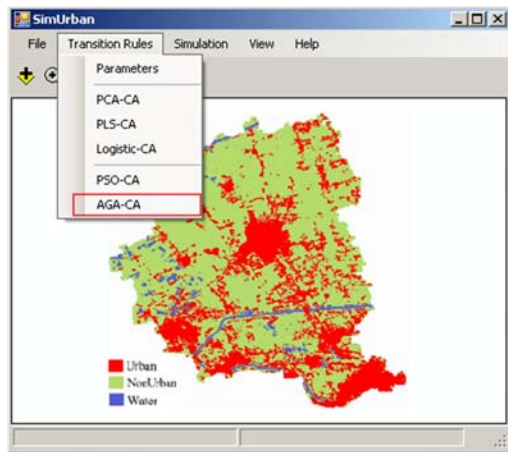 SimUrban
File Transition Rules Simulation View Help
Parameters
PCA-CA
PLS-CA
Logistic-CA
PSO-CA
AGA-CA
Urban
NonUrban
Water